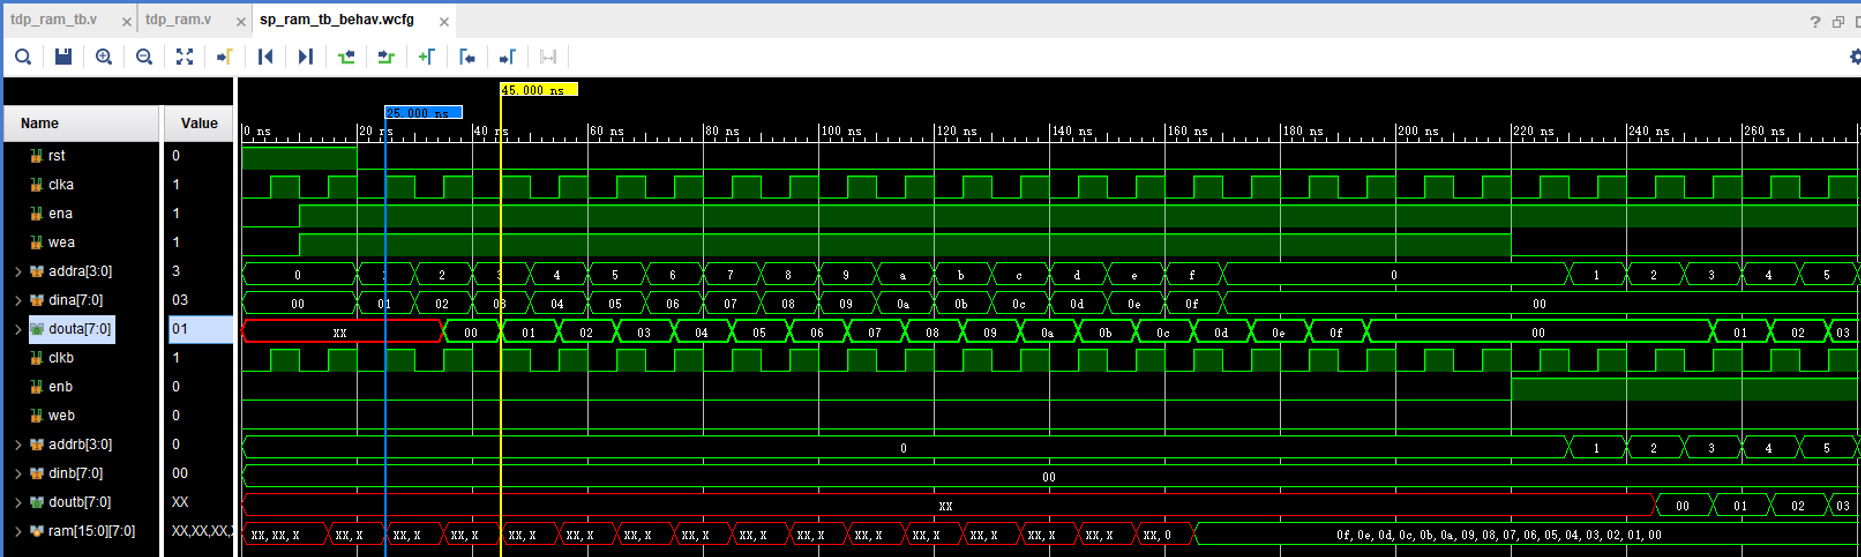 tdp_ram_tb.v × tdp_ram.v × sp_ram_tb_behav.wcfg ×
?
45.000 ns
25.000 ns
Name Value
0 ns 20 ns 40 ns 60 ns 80 ns 100 ns 120 ns 140 ns 160 ns 180 ns 200 ns 220 ns 240 ns 260 ns
rst 0
clka 1
ena 1
wea 1
addra[3:0] 3 0 1 2 3 4 5 6 7 8 9 a b c d e f 0 1 2 3 4 5
dina[7:0] 03 00 01 02 03 04 05 06 07 08 09 0a 0b 0c 0d 0e 0f 00
douta[7:0] 01 XX 00 01 02 03 04 05 06 07 08 09 0a 0b 0c 0d 0e 0f 00 01 02 03
clkb 1
enb 0
web 0
addrb[3:0] 0 0 1 2 3 4 5
dinb[7:0] 00 00
doutb[7:0] XX XX 00 01 02 03
ram[15:0][7:0] XX,XX,XX, XX,XX,X XX,X XX,X XX,X XX,X XX,X XX,X XX,X XX,X XX,X XX,X XX,X XX,X XX,X XX,0 0f,0e,0d,0c,0b,0a,09,08,07,06,05,04,03,02,01,00